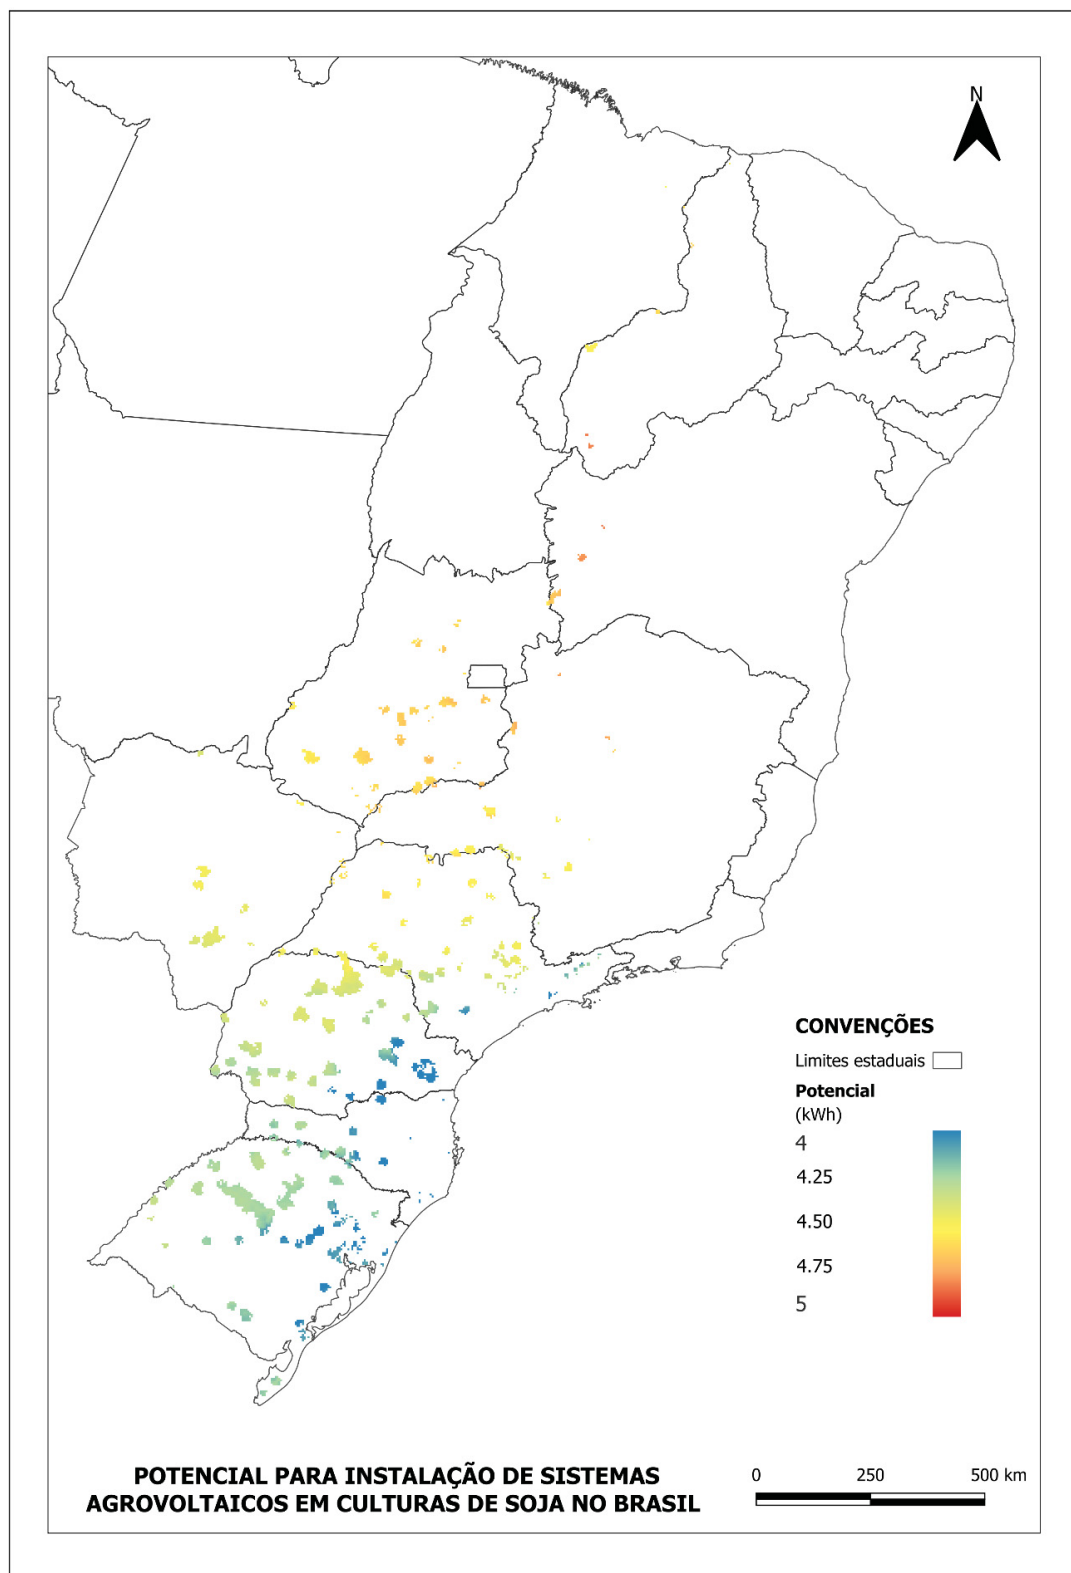 N
CONVENÇÕES
Limites estaduais
Potencial
(kWh)
4
4.25
4.50
4.75
5
POTENCIAL PARA INSTALAÇÃO DE SISTEMAS
AGROVOLTAICOS EM CULTURAS DE SOJA NO BRASIL
0 250 500 km